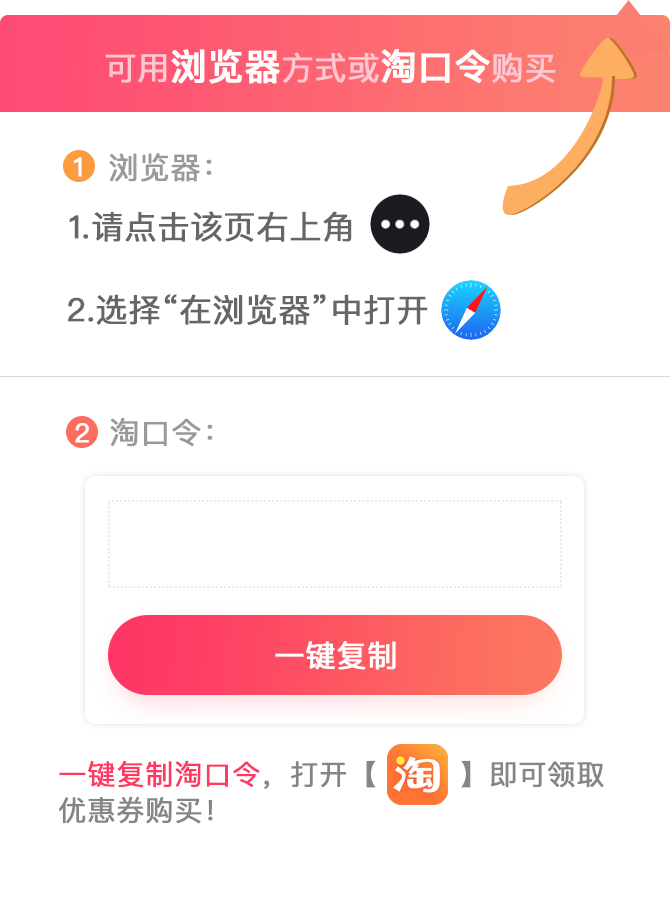 可用浏览器方式或淘口令购买
1 浏览器：
1.请点击该页右上角
2.选择“在浏览器”中打开
2 淘口令：
一键复制
一键复制淘口令，打开【淘】即可领取
优惠券购买！